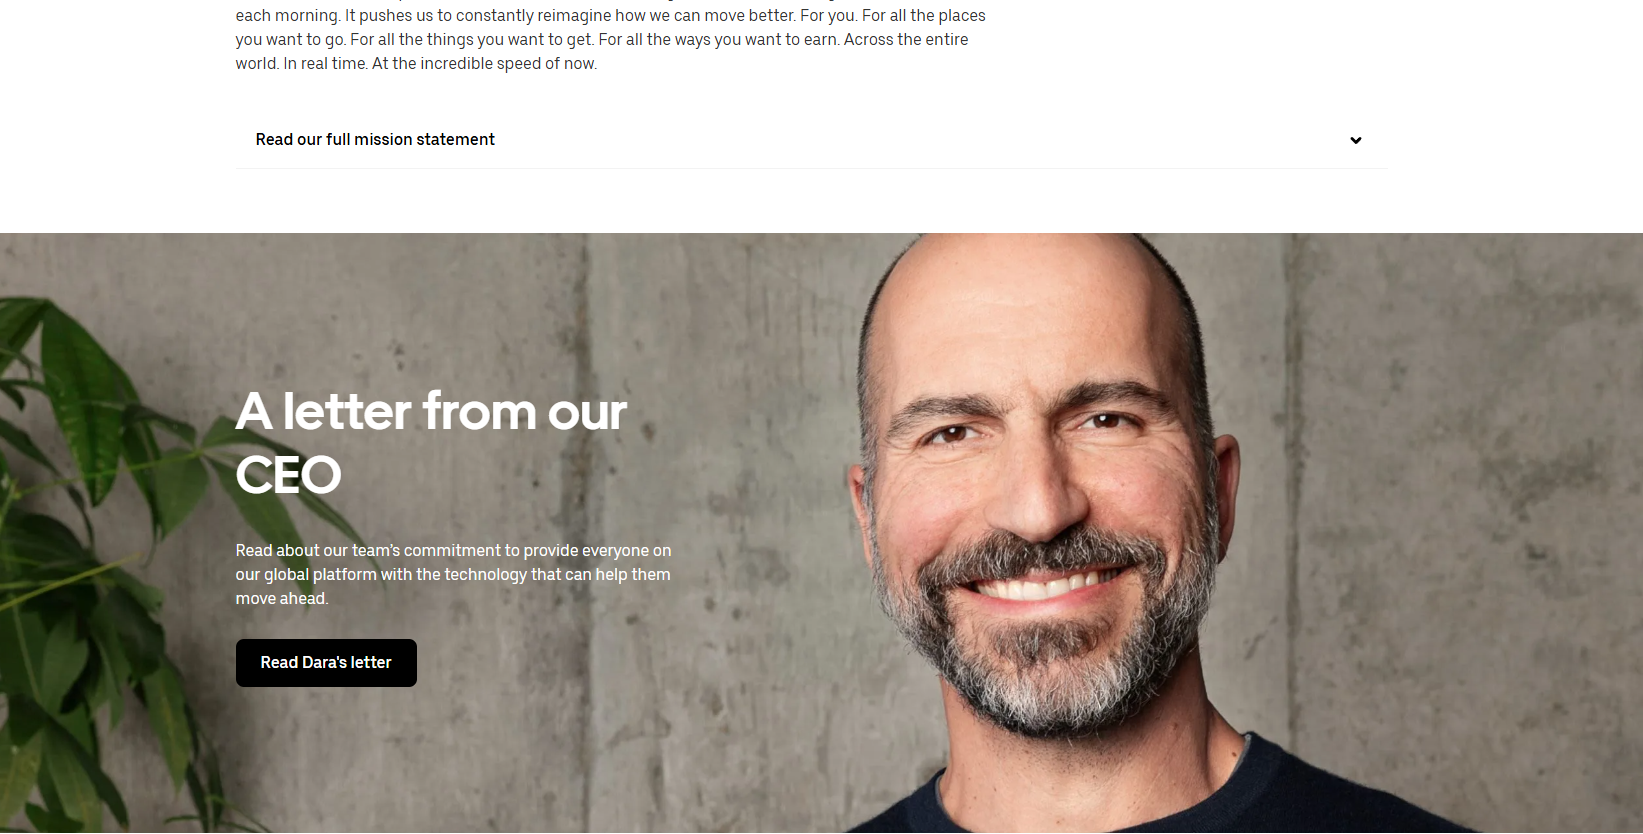 each morning. It pushes us to constantly reimagine how we can move better. For you. For all the places
you want to go. For all the things you want to get. For all the ways you want to earn. Across the entire
world. In real time. At the incredible speed of now.
Read our full mission statement
A letter from our
CEO
Read about our team’s commitment to provide everyone on
our global platform with the technology that can help them
move ahead.
Read Dara's letter